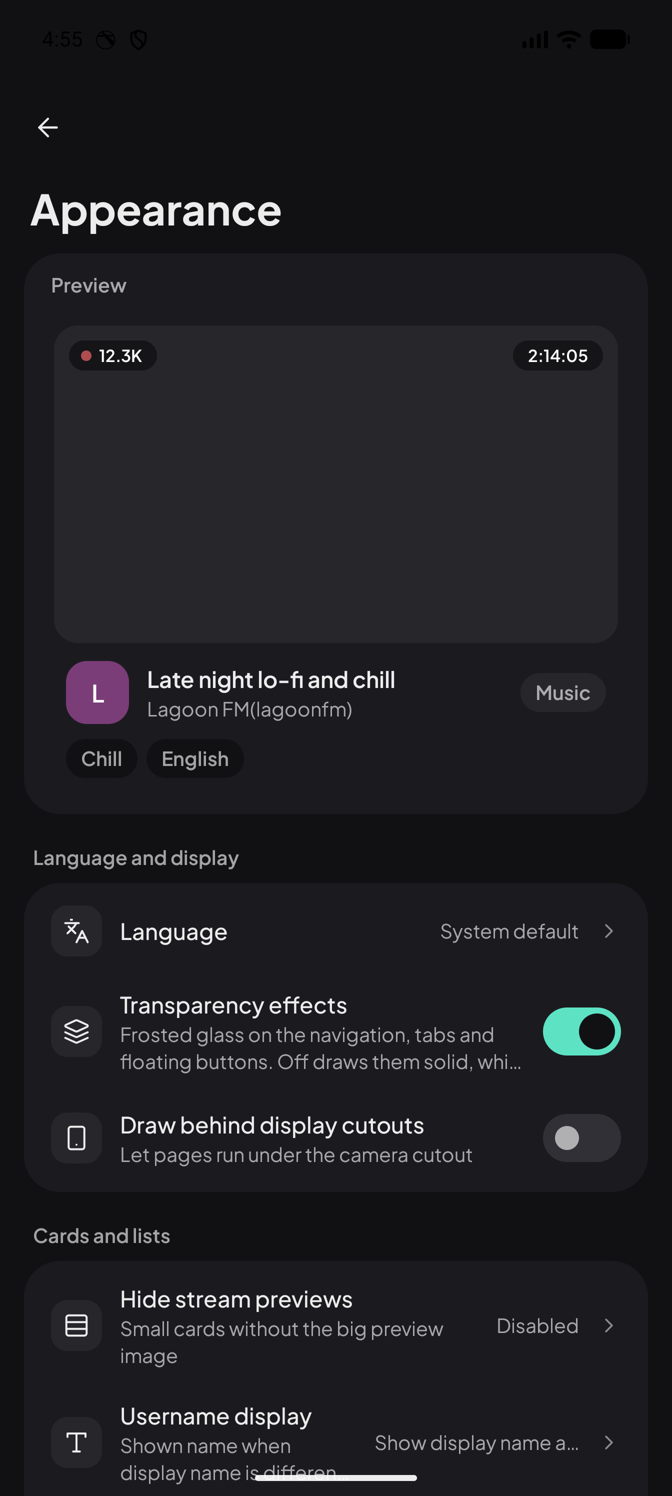 4:55
Appearance
Preview
12.3K
2:14:05
L
Late night lo-fi and chill
Lagoon FM(lagoonfm)
Music
Chill
English
Language and display
Language
System default
Transparency effects
Frosted glass on the navigation, tabs and
floating buttons. Off draws them solid, whi...
Draw behind display cutouts
Let pages run under the camera cutout
Cards and lists
Hide stream previews
Small cards without the big preview
image
Disabled
Username display
Shown name when
display name is differen
Show display name a...